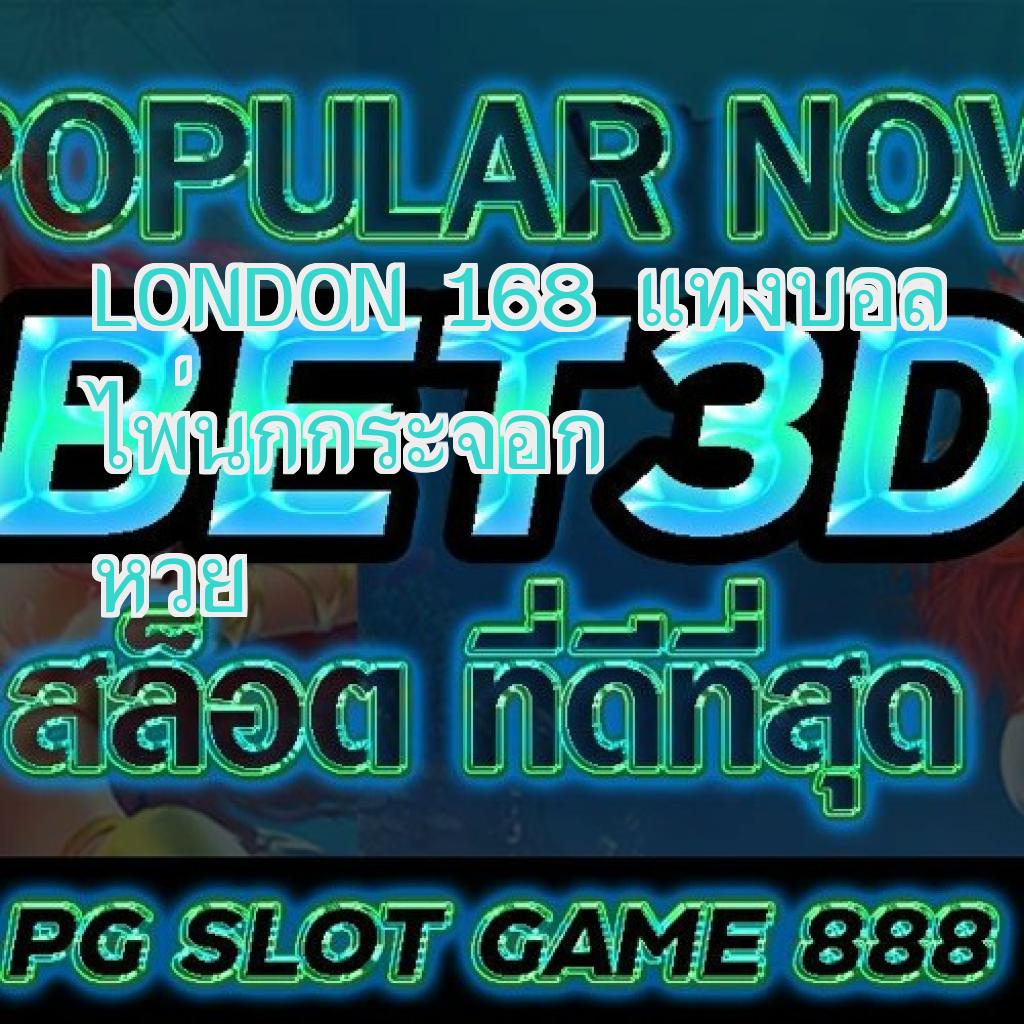 POPULAR NOW
LONDON 168 แทงบอล
BET3D
ไพ่นกกระจอก
หวย
สล็อต ที่ดีที่สุด
PG SLOT GAME 888